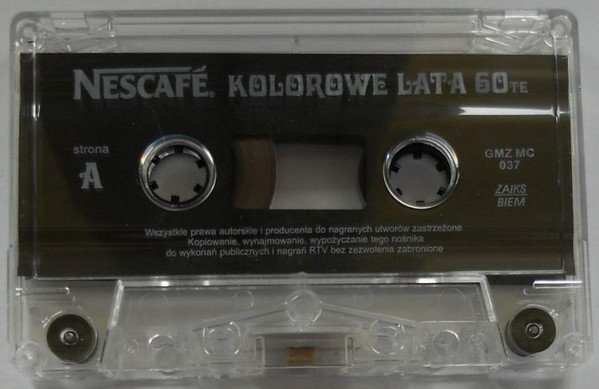 NESCAFÉ® KOLOROWE LATA 60TE
strona
A
GMZ MC
037
ZAIKS
BIEM
Wszystkie prawa autorskie i producenta do nagranych utworów zastrzeżone
Kopiowanie, wynajmowanie, wypożyczanie tego nośnika
do wykonań publicznych i nagrań RTV bez zezwolenia zabronione